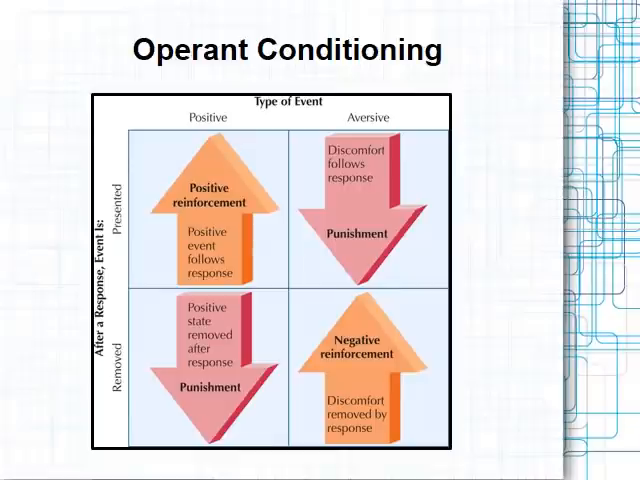 Operant Conditioning
Type of Event
Positive
Aversive
After a Response, Event Is:
Presented
Positive
reinforcement
Positive
event
follows
response
Discomfort
follows
response
Punishment
Removed
Positive
state
removed
after
response
Punishment
Negative
reinforcement
Discomfort
removed by
response